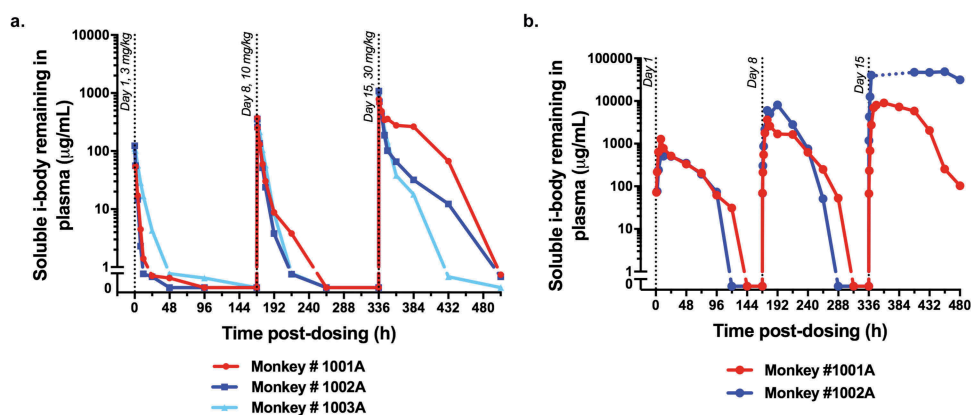 a.
Soluble i-body remaining in
plasma (μg/mL)
10000
1000
100
10
1
0
Day 1, 3 mg/kg
Day 8, 10 mg/kg
Day 15, 30 mg/kg
0 48 96 144 192 240 288 336 384 432 480
Time post-dosing (h)
Monkey # 1001A
Monkey # 1002A
Monkey # 1003A
b.
Soluble i-body remaining in
plasma (μg/mL)
100000
10000
1000
100
10
1
0
Day 1
Day 8
Day 15
0 48 96 144 192 240 288 336 384 432 480
Time post-dosing (h)
Monkey #1001A
Monkey #1002A